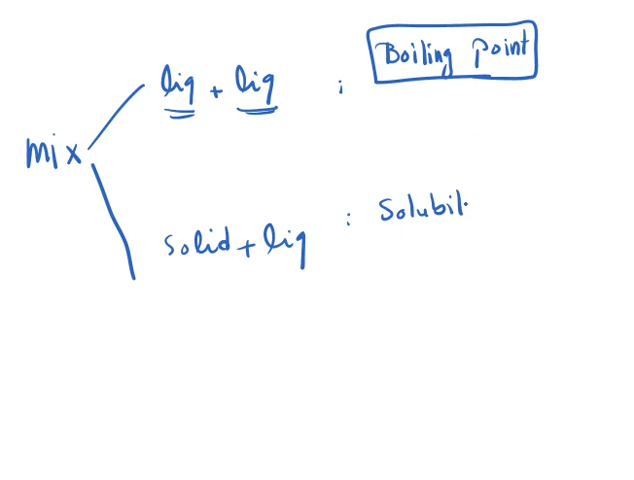 Boiling point
liq + liq :
mix
solid + liq : Solubil